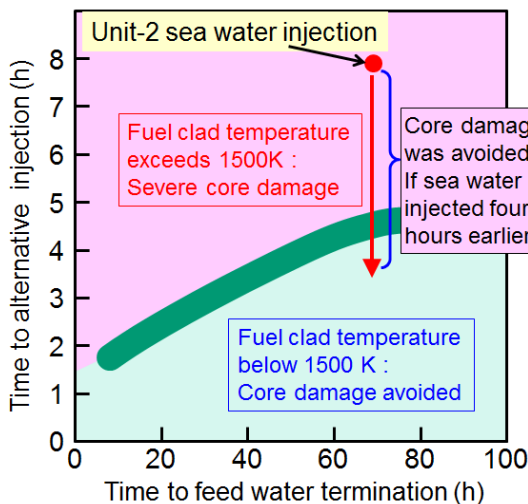 Unit-2 sea water injection
Time to alternative injection (h)
8
7
6
5
4
3
2
1
0
Fuel clad temperature
exceeds 1500K :
Severe core damage
Core damag
was avoided
If sea water
injected four
hours earlier
Fuel clad temperature
below 1500 K :
Core damage avoided
0 20 40 60 80 100
Time to feed water termination (h)